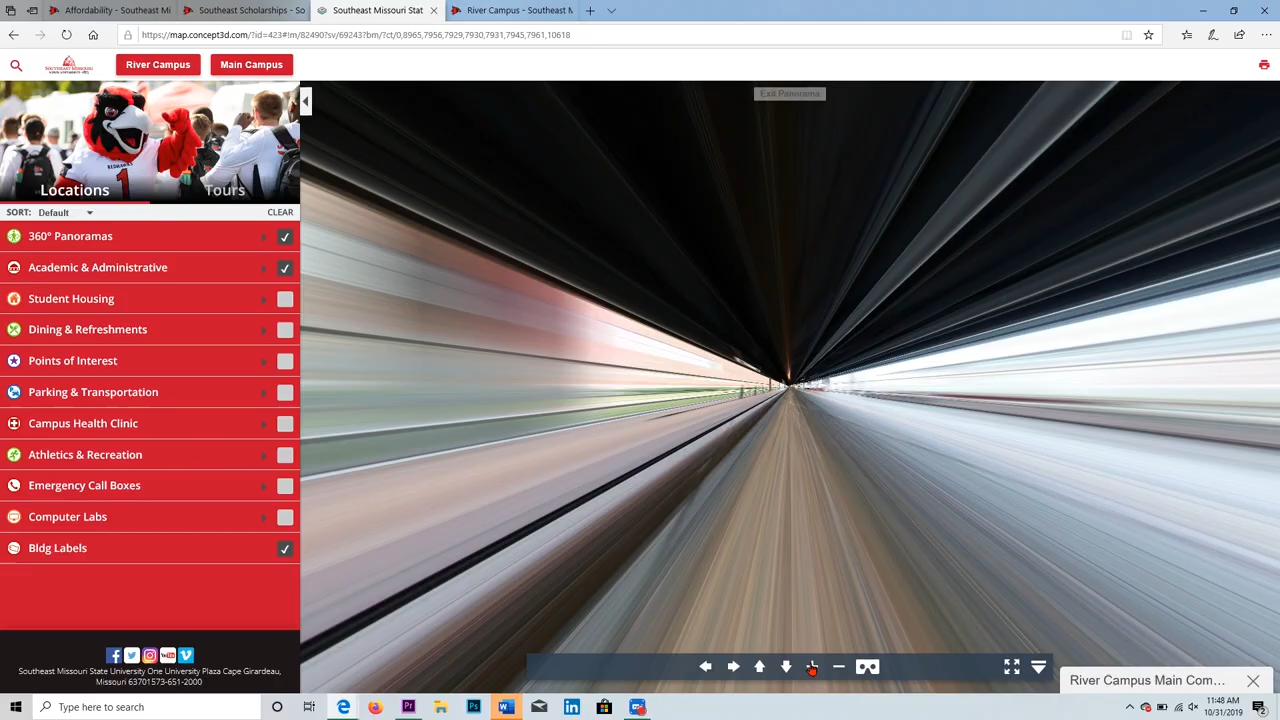 Affordability - Southeast Mi
Southeast Scholarships - So
Southeast Missouri Stat
River Campus - Southeast M
https://map.concept3d.com/?id=423#!m/82490?sv/69243?bm/?ct/0,8965,7956,7929,7930,7931,7945,7961,10618
SOUTHEAST MISSOURI
River Campus
Main Campus
Exit Panorama
REDHAWKS
1
Locations
Tours
SORT: Default
CLEAR
360° Panoramas
Academic & Administrative
Student Housing
Dining & Refreshments
Points of Interest
Parking & Transportation
Campus Health Clinic
Athletics & Recreation
Emergency Call Boxes
Computer Labs
Bldg Labels
Southeast Missouri State University One University Plaza Cape Girardeau,
Missouri 63701573-651-2000
River Campus Main Com...
Type here to search
11:48 AM
10/31/2019
2